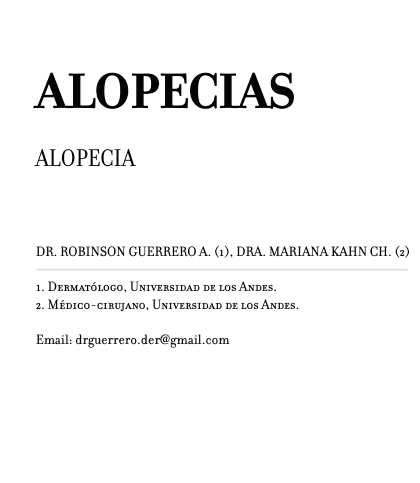 ALOPECIAS
ALOPECIA
DR. ROBINSON GUERRERO A. (1), DRA. MARIANA KAHN CH. (2)
1. Dermatólogo, Universidad de los Andes.
2. Médico-cirujano, Universidad de los Andes.
Email: drguerrero.der@gmail.com